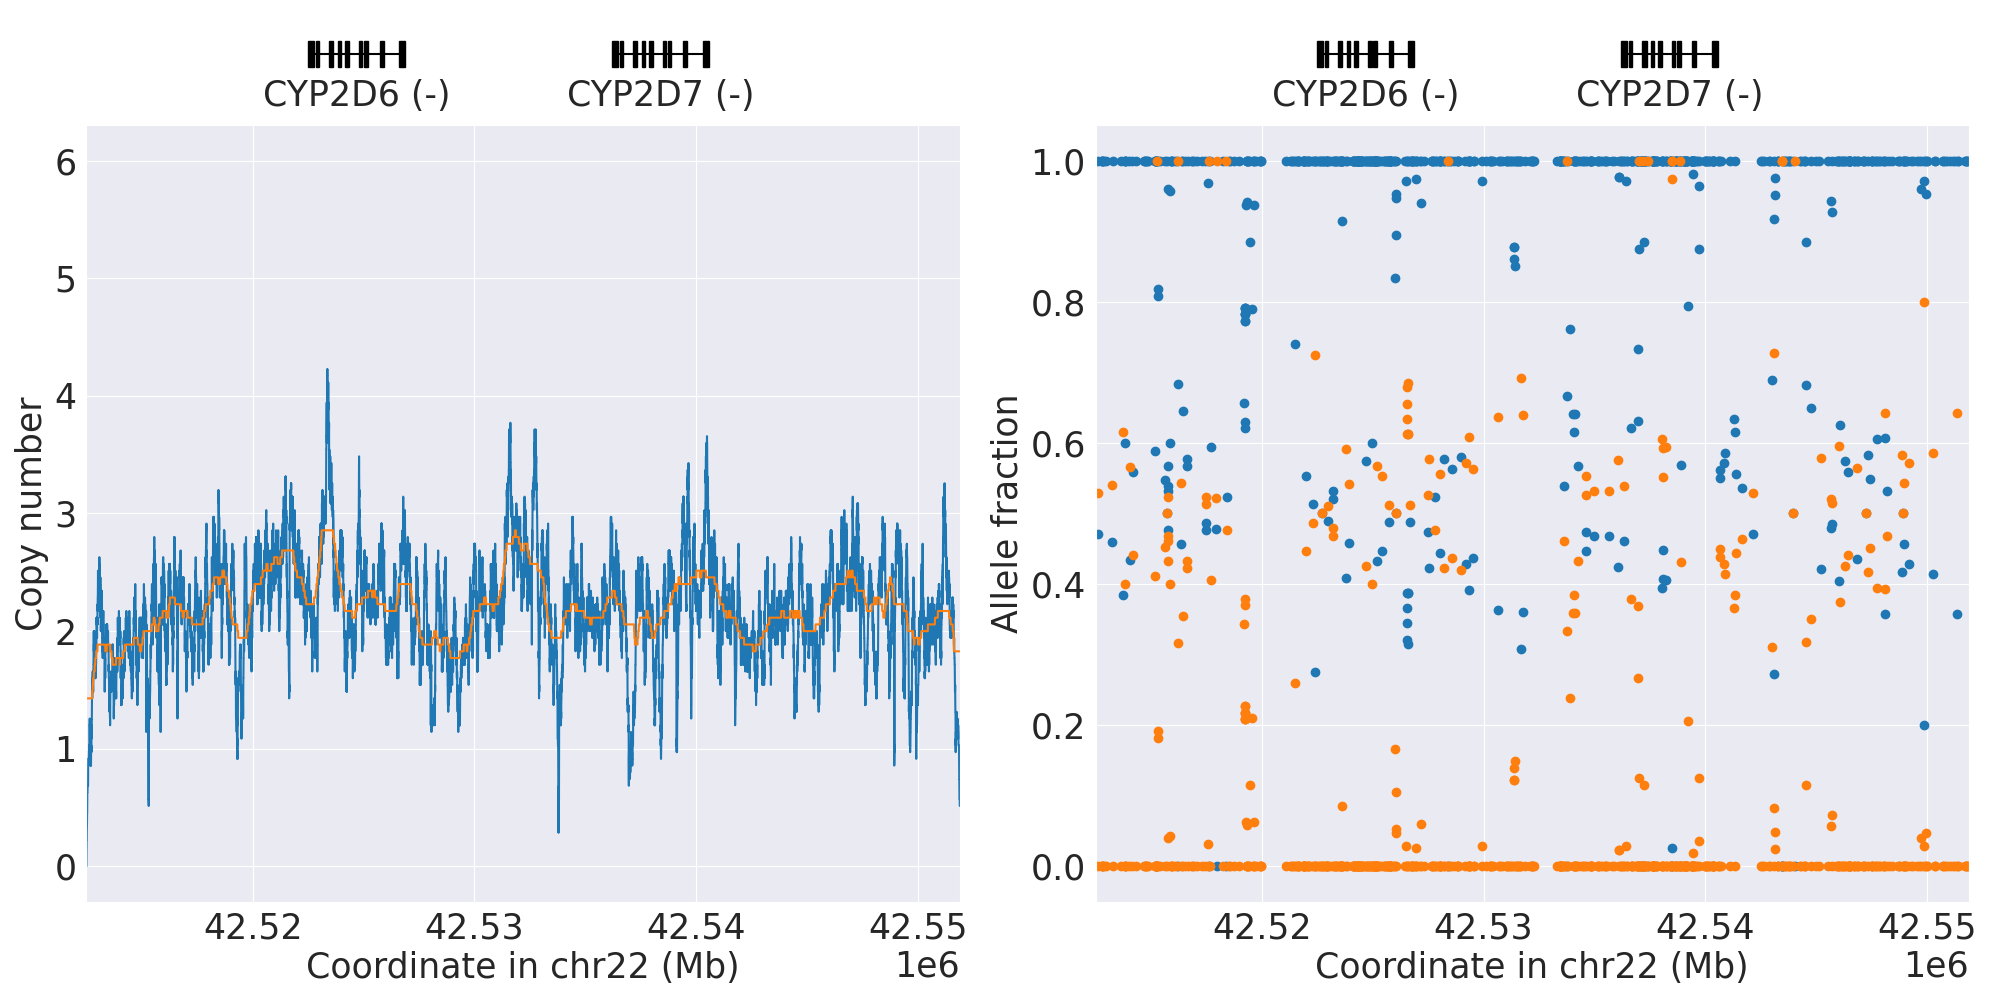 CYP2D6 (-) CYP2D7 (-)
6
5
4
3
2
1
0
Copy number
42.52 42.53 42.54 42.55
Coordinate in chr22 (Mb)
1e6
CYP2D6 (-) CYP2D7 (-)
1.0
0.8
0.6
0.4
0.2
0.0
Allele fraction
42.52 42.53 42.54 42.55
Coordinate in chr22 (Mb)
1e6